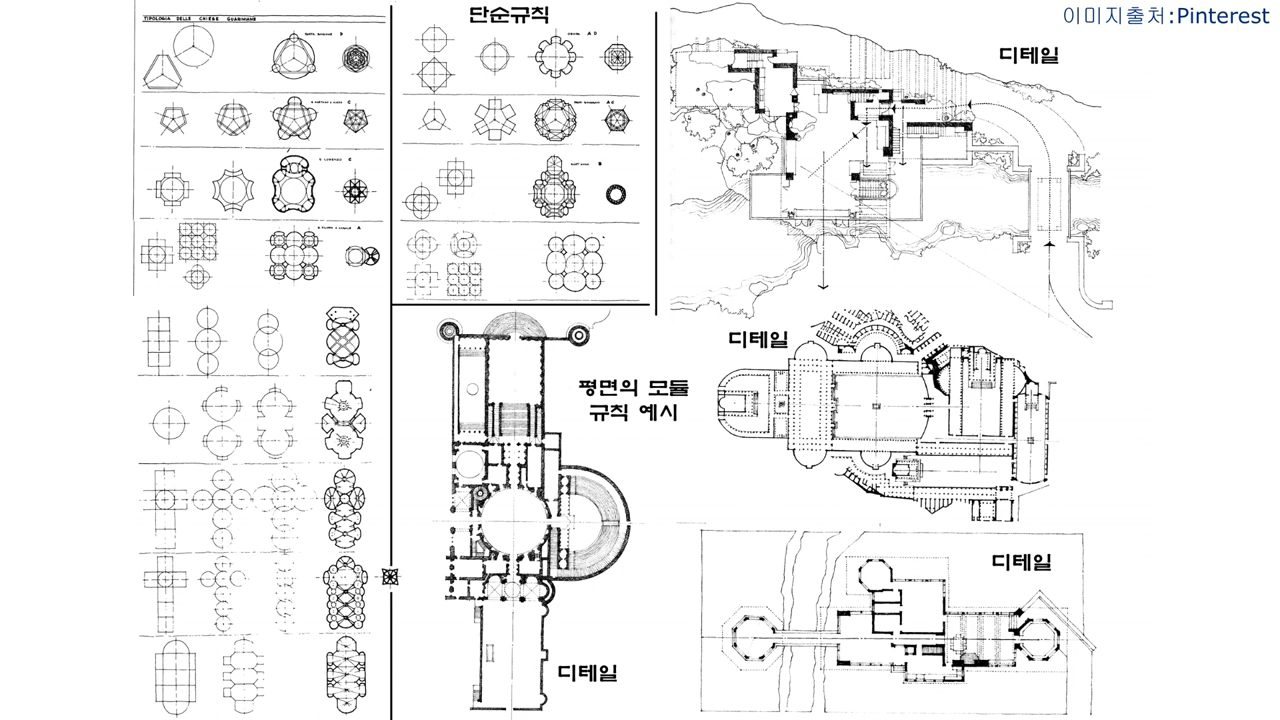 이미지출처:Pinterest
TIPOLOGIA DELLE CHIESE GUARINIANE
단순규칙
디테일
S. LORENZO C
디테일
평면의 모듈
규칙 예시
디테일
디테일